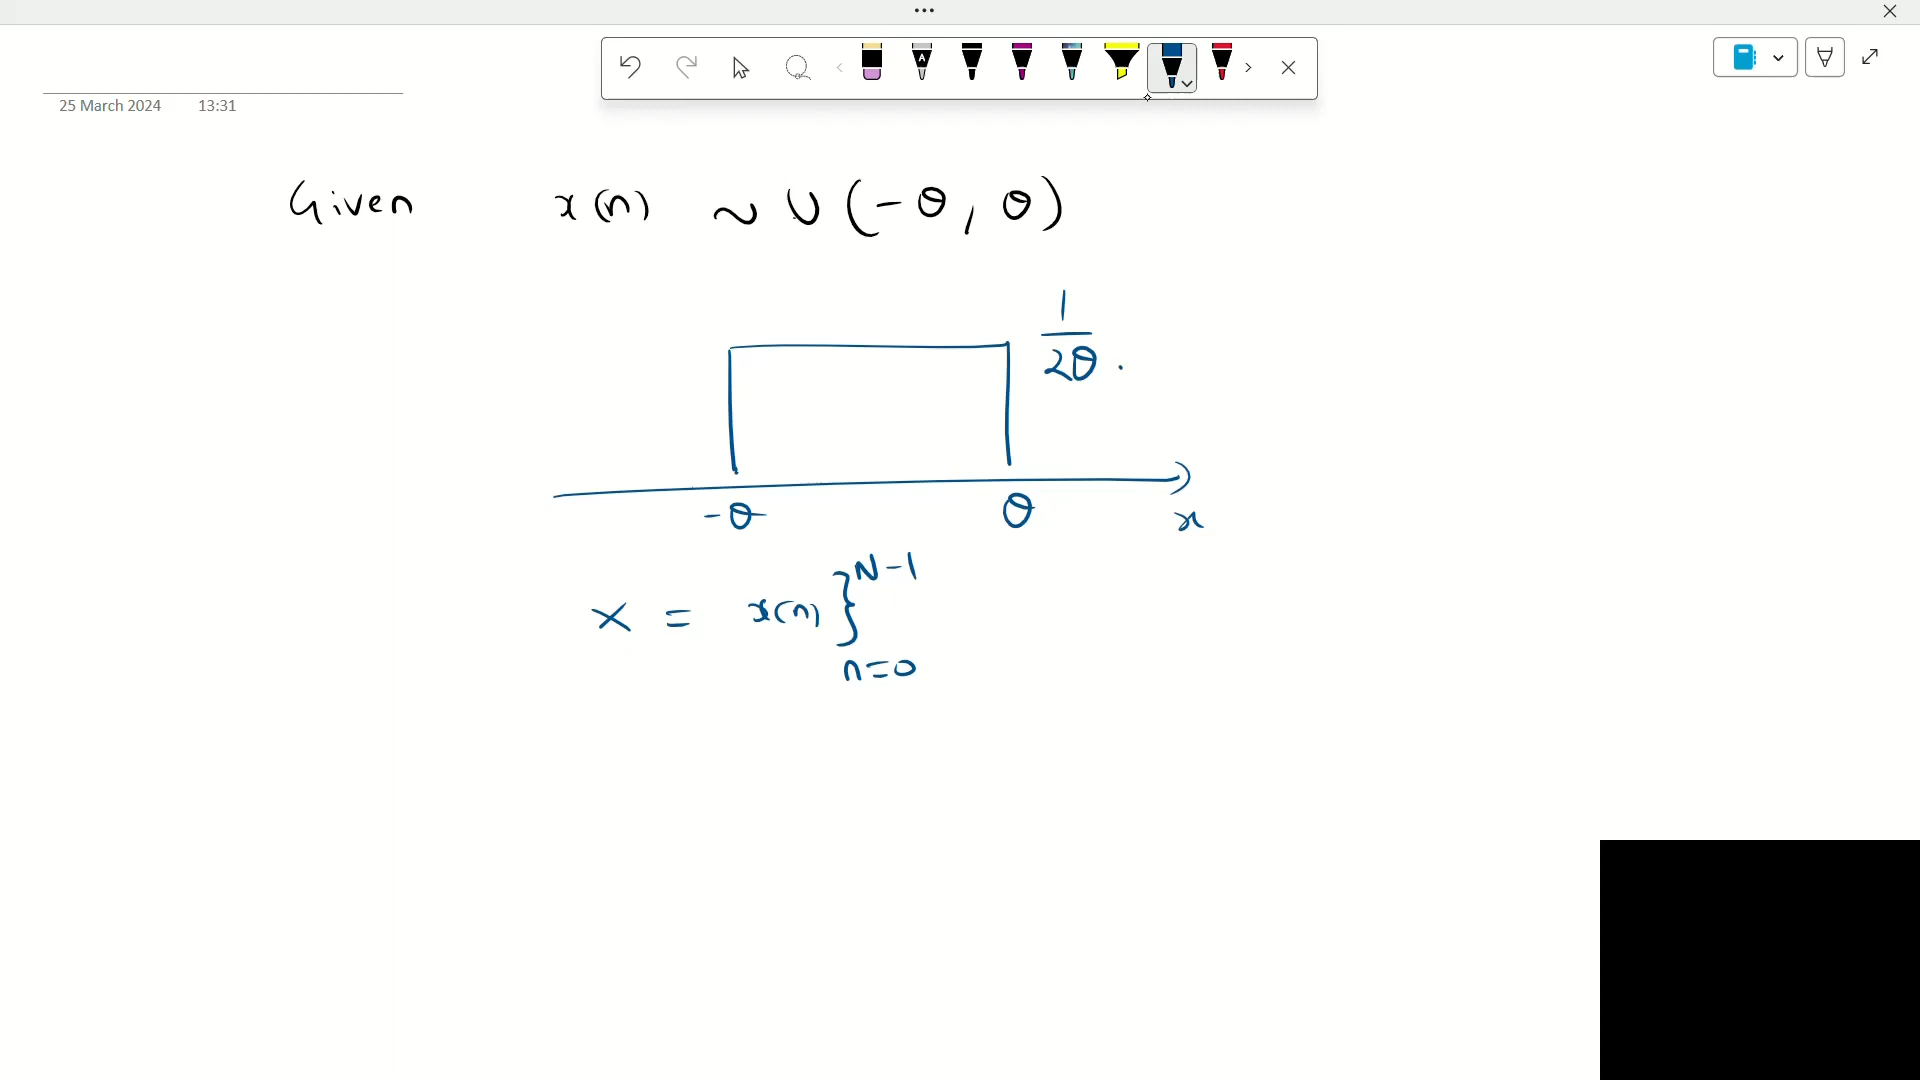 25 March 2024 13:31
Given x(n) ~ U(-θ, θ)
1
2θ .
-θ θ x
X = x(n) } N-1
n=0